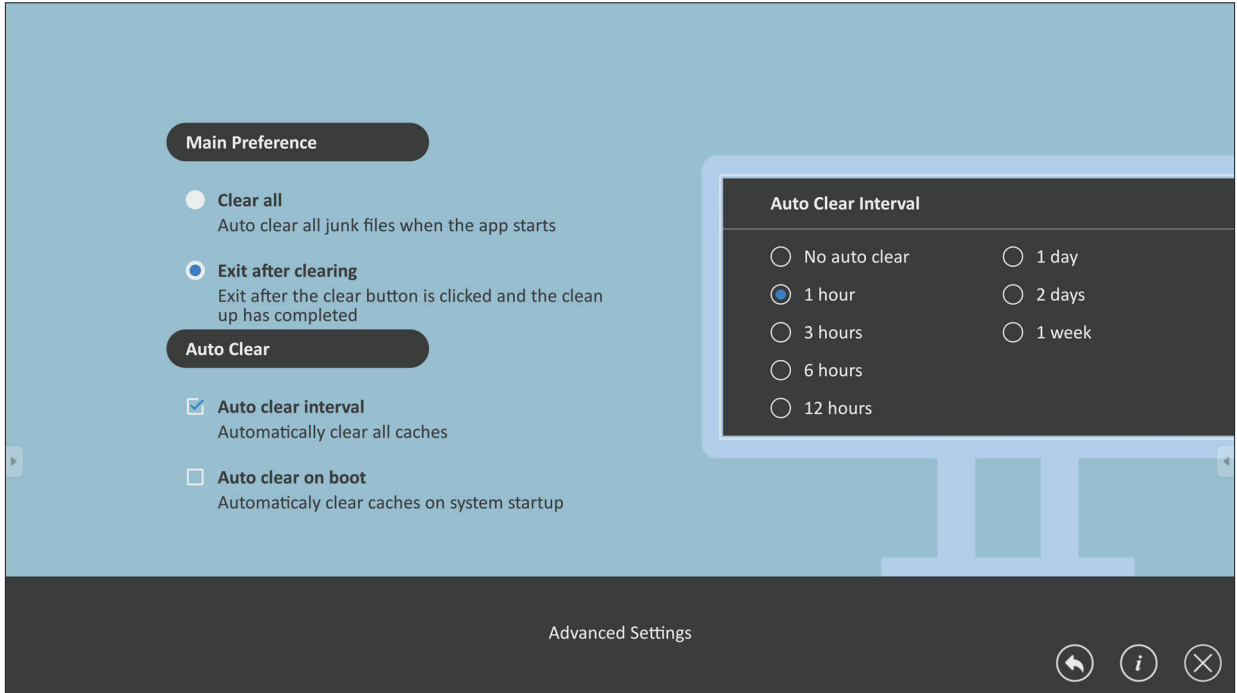 Main Preference
Clear all
Auto clear all junk files when the app starts
Exit after clearing
Exit after the clear button is clicked and the clean
up has completed
Auto Clear
Auto clear interval
Automatically clear all caches
Auto clear on boot
Automaticaly clear caches on system startup
Auto Clear Interval
No auto clear
1 hour
3 hours
6 hours
12 hours
1 day
2 days
1 week
Advanced Settings
i